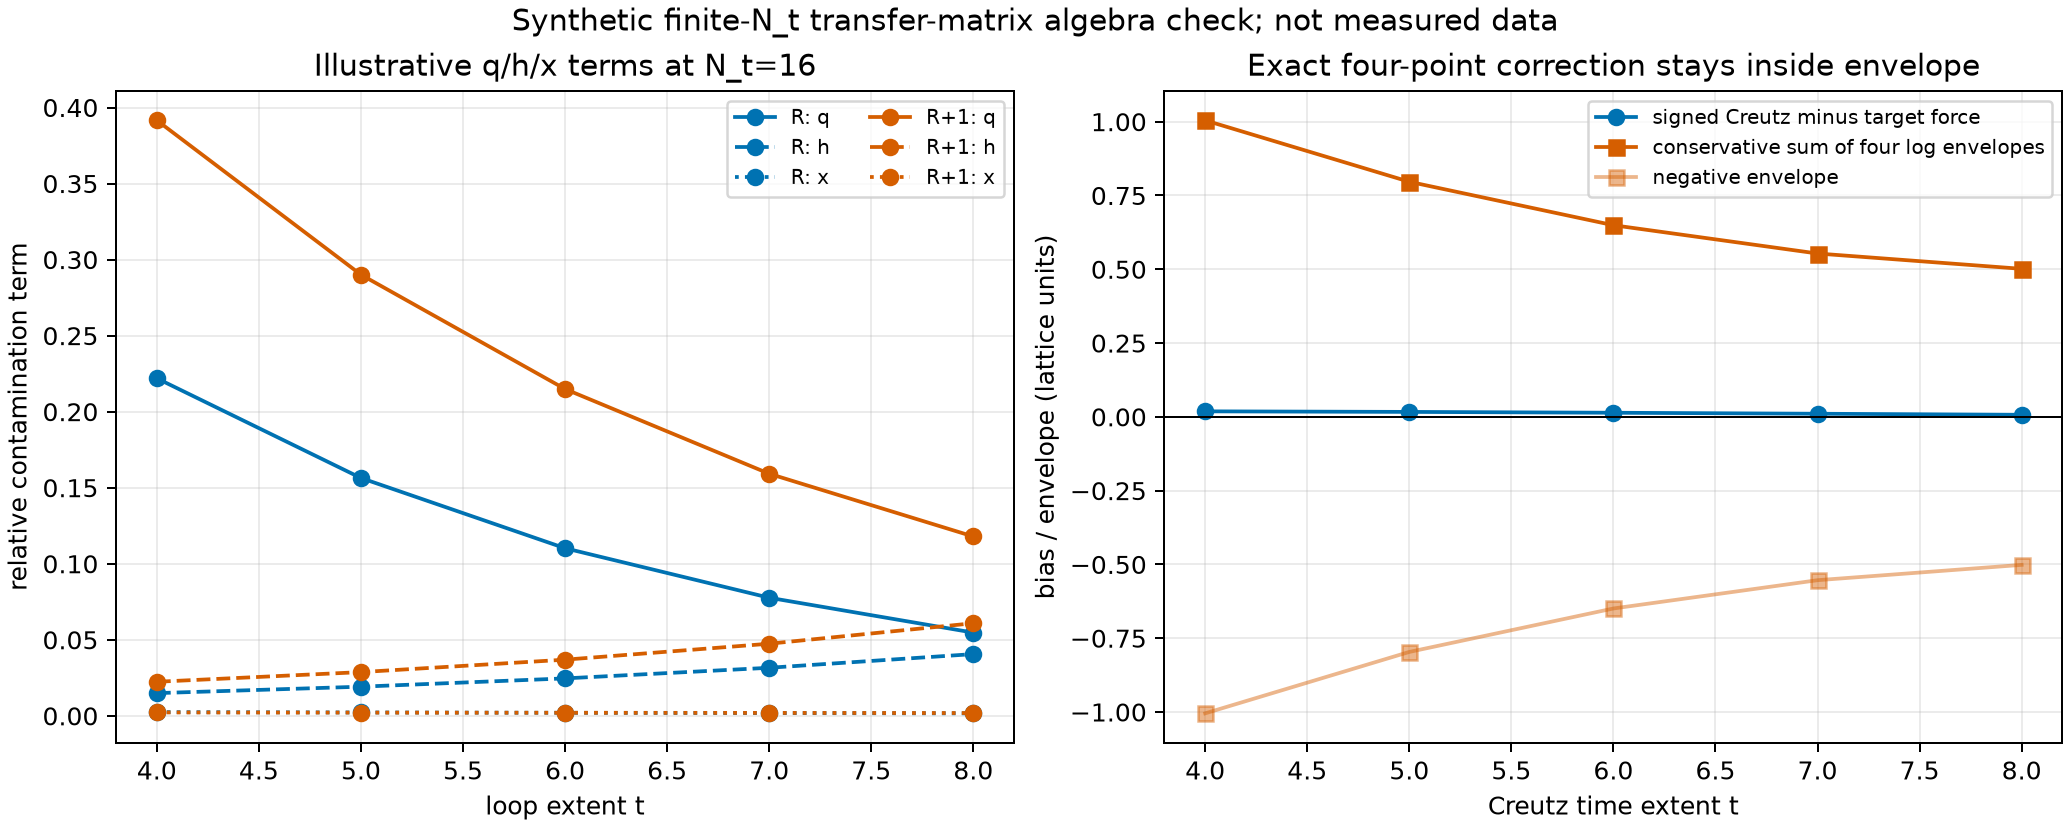 Synthetic finite-N_t transfer-matrix algebra check; not measured data
Illustrative q/h/x terms at N_t=16
relative contamination term
0.40
0.35
0.30
0.25
0.20
0.15
0.10
0.05
0.00
R: q
R: h
R: x
R+1: q
R+1: h
R+1: x
4.0 4.5 5.0 5.5 6.0 6.5 7.0 7.5 8.0
loop extent t
Exact four-point correction stays inside envelope
bias / envelope (lattice units)
1.00
0.75
0.50
0.25
0.00
−0.25
−0.50
−0.75
−1.00
signed Creutz minus target force
conservative sum of four log envelopes
negative envelope
4.0 4.5 5.0 5.5 6.0 6.5 7.0 7.5 8.0
Creutz time extent t